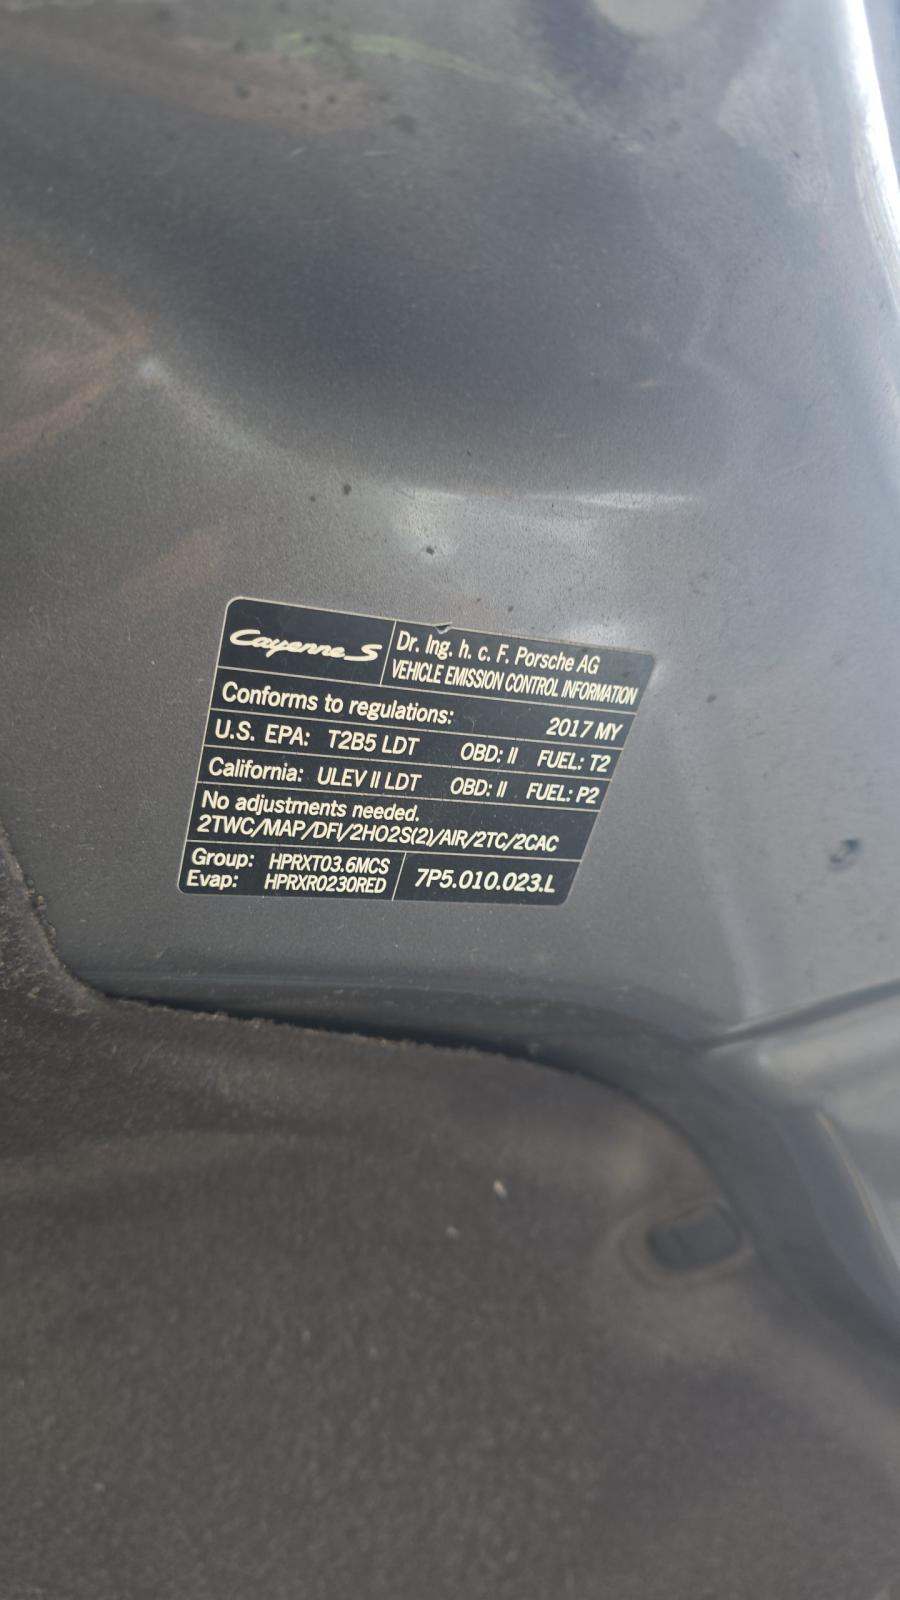 Cayenne S
Dr. Ing. h. c. F. Porsche AG
VEHICLE EMISSION CONTROL INFORMATION
Conforms to regulations: 2017 MY
U.S. EPA: T2B5 LDT OBD: II FUEL: T2
California: ULEV II LDT OBD: II FUEL: P2
No adjustments needed.
2TWC/MAP/DFI/2HO2S(2)/AIR/2TC/2CAC
Group: HPRXT03.6MCS
Evap: HPRXR0230RED
7P5.010.023.L